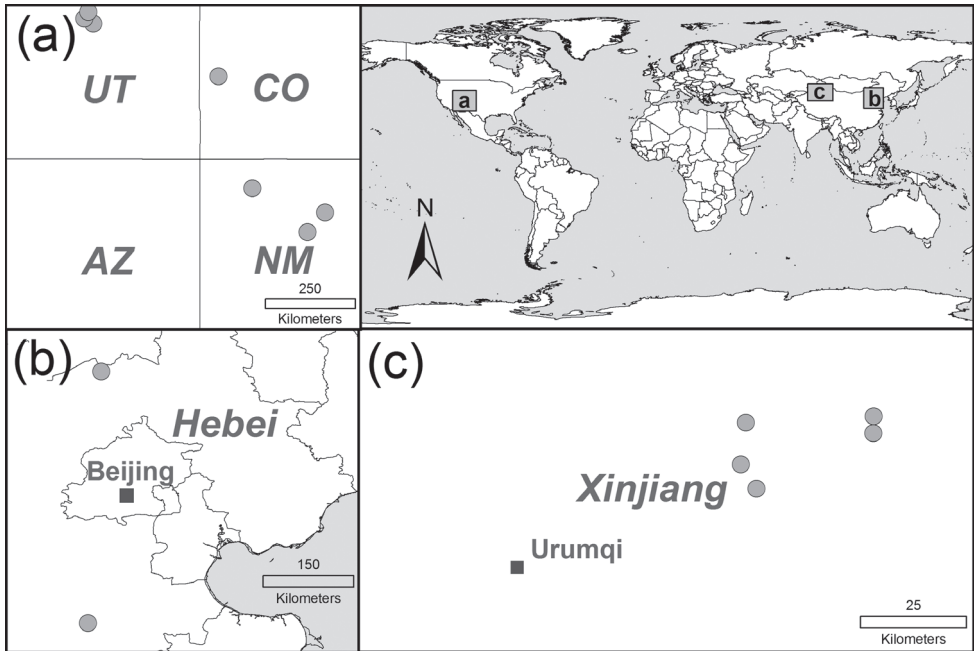 (a)
UT
CO
AZ
NM
250
Kilometers
a
c
b
N
(b)
Hebei
Beijing
150
Kilometers
(c)
Xinjiang
Urumqi
25
Kilometers